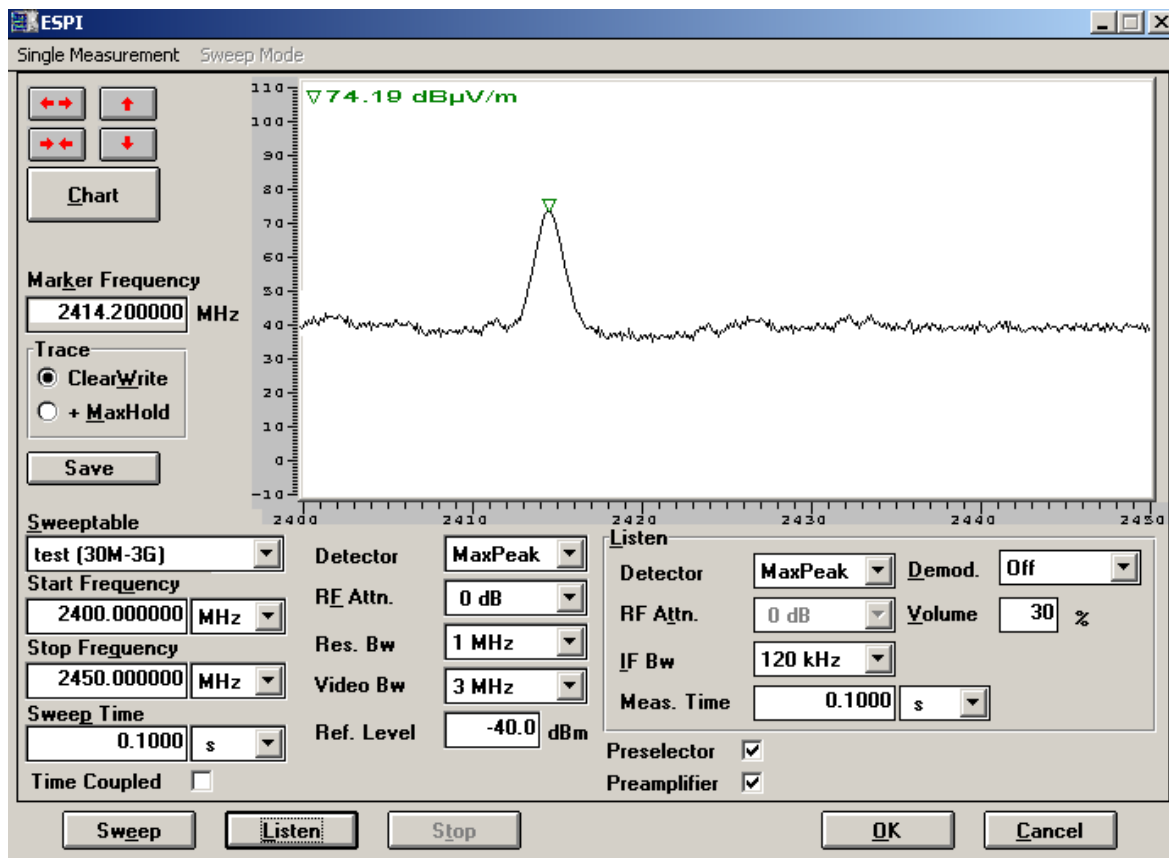 ESPI
Single Measurement Sweep Mode
110
▽74.19 dBµV/m
100
90
80
Chart
70
60
Marker Frequency
50
2414.200000 MHz
40
Trace
30
ClearWrite
20
+ MaxHold
10
Save
0
-10
2400 2410 2420 2430 2440 2450
Sweeptable
test (30M-3G)
Start Frequency
2400.000000 MHz
Stop Frequency
2450.000000 MHz
Sweep Time
0.1000 s
Time Coupled
Detector MaxPeak
RF Attn. 0 dB
Res. Bw 1 MHz
Video Bw 3 MHz
Ref. Level -40.0 dBm
Listen
Detector MaxPeak Demod. Off
RF Attn. 0 dB Volume 30 %
IF Bw 120 kHz
Meas. Time 0.1000 s
Preselector
Preamplifier
Sweep Listen Stop OK Cancel